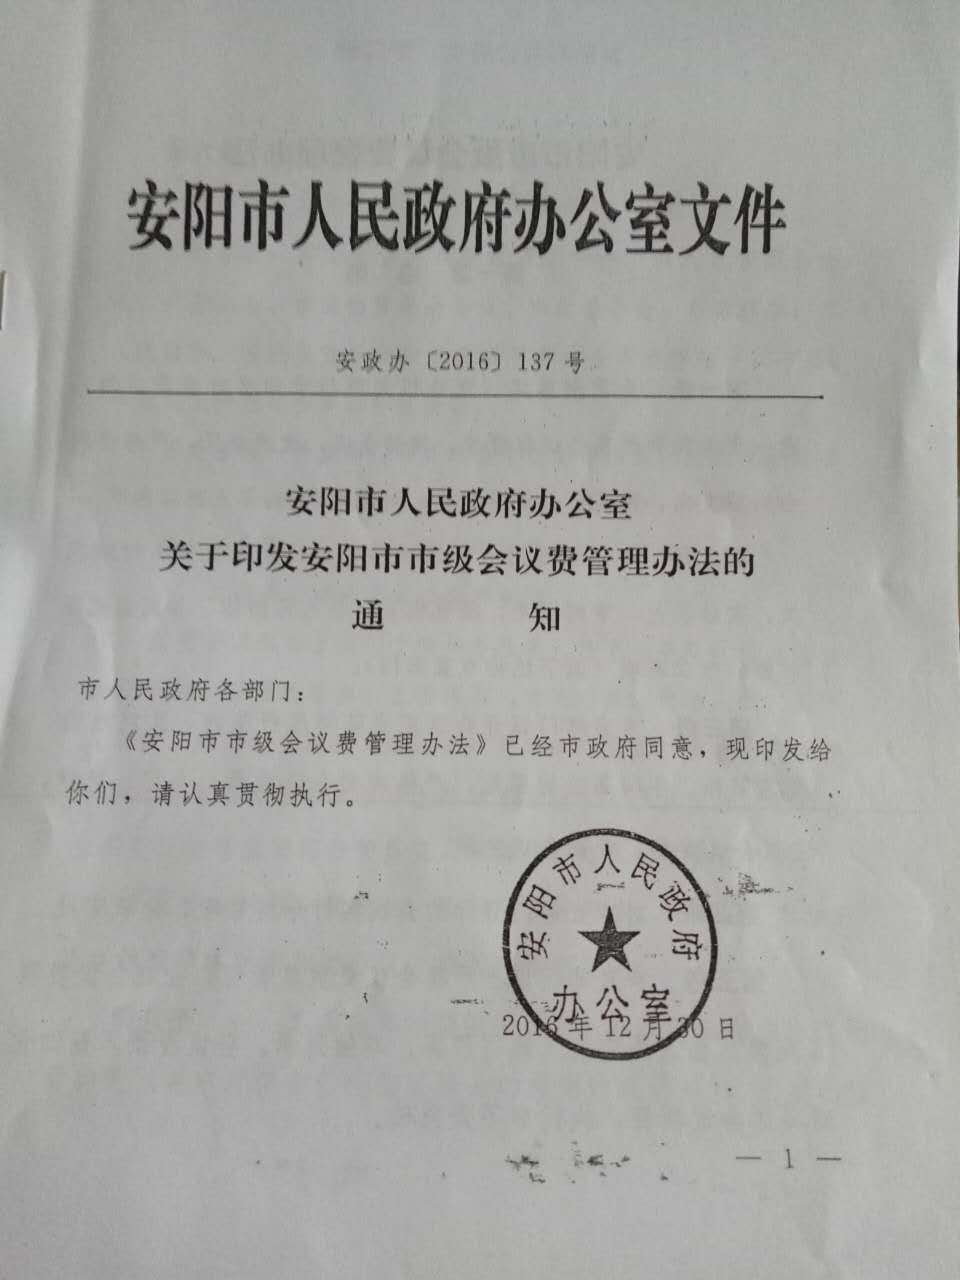 安阳市人民政府办公室文件
安政办〔2016〕137号
安阳市人民政府办公室
关于印发安阳市市级会议费管理办法的
通 知
市人民政府各部门：
《安阳市市级会议费管理办法》已经市政府同意，现印发给
你们，请认真贯彻执行。
安阳市人民政府
办公室
2016年12月30日
— 1 —